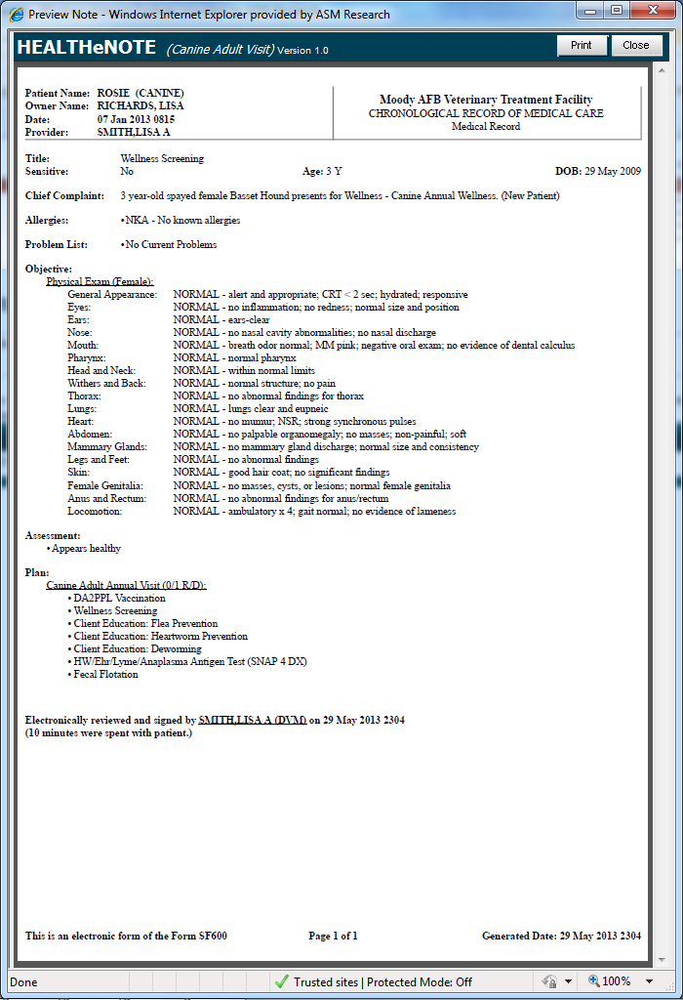 Preview Note - Windows Internet Explorer provided by ASM Research
HEALTHeNOTE (Canine Adult Visit) Version 1.0
Print Close
Patient Name: ROSIE (CANINE)
Owner Name: RICHARDS, LISA
Date: 07 Jan 2013 0815
Provider: SMITH,LISA A
Moody AFB Veterinary Treatment Facility
CHRONOLOGICAL RECORD OF MEDICAL CARE
Medical Record
Title: Wellness Screening
Sensitive: No Age: 3 Y DOB: 29 May 2009
Chief Complaint: 3 year-old spayed female Basset Hound presents for Wellness - Canine Annual Wellness. (New Patient)
Allergies: • NKA - No known allergies
Problem List: • No Current Problems
Objective:
Physical Exam (Female):
General Appearance: NORMAL - alert and appropriate; CRT < 2 sec; hydrated; responsive
Eyes: NORMAL - no inflammation; no redness; normal size and position
Ears: NORMAL - ears-clear
Nose: NORMAL - no nasal cavity abnormalities; no nasal discharge
Mouth: NORMAL - breath odor normal; MM pink; negative oral exam; no evidence of dental calculus
Pharynx: NORMAL - normal pharynx
Head and Neck: NORMAL - within normal limits
Withers and Back: NORMAL - normal structure; no pain
Thorax: NORMAL - no abnormal findings for thorax
Lungs: NORMAL - lungs clear and eupneic
Heart: NORMAL - no mumur; NSR; strong synchronous pulses
Abdomen: NORMAL - no palpable organomegaly; no masses; non-painful; soft
Mammary Glands: NORMAL - no mammary gland discharge; normal size and consistency
Legs and Feet: NORMAL - no abnormal findings
Skin: NORMAL - good hair coat; no significant findings
Female Genitalia: NORMAL - no masses, cysts, or lesions; normal female genitalia
Anus and Rectum: NORMAL - no abnormal findings for anus/rectum
Locomotion: NORMAL - ambulatory x 4; gait normal; no evidence of lameness
Assessment:
• Appears healthy
Plan:
Canine Adult Annual Visit (0/1 R/D):
• DA2PPL Vaccination
• Wellness Screening
• Client Education: Flea Prevention
• Client Education: Heartworm Prevention
• Client Education: Deworming
• HW/Ehr/Lyme/Anaplasma Antigen Test (SNAP 4 DX)
• Fecal Flotation
Electronically reviewed and signed by SMITH,LISA A (DVM) on 29 May 2013 2304
(10 minutes were spent with patient.)
This is an electronic form of the Form SF600 Page 1 of 1 Generated Date: 29 May 2013 2304
Done Trusted sites | Protected Mode: Off 100%